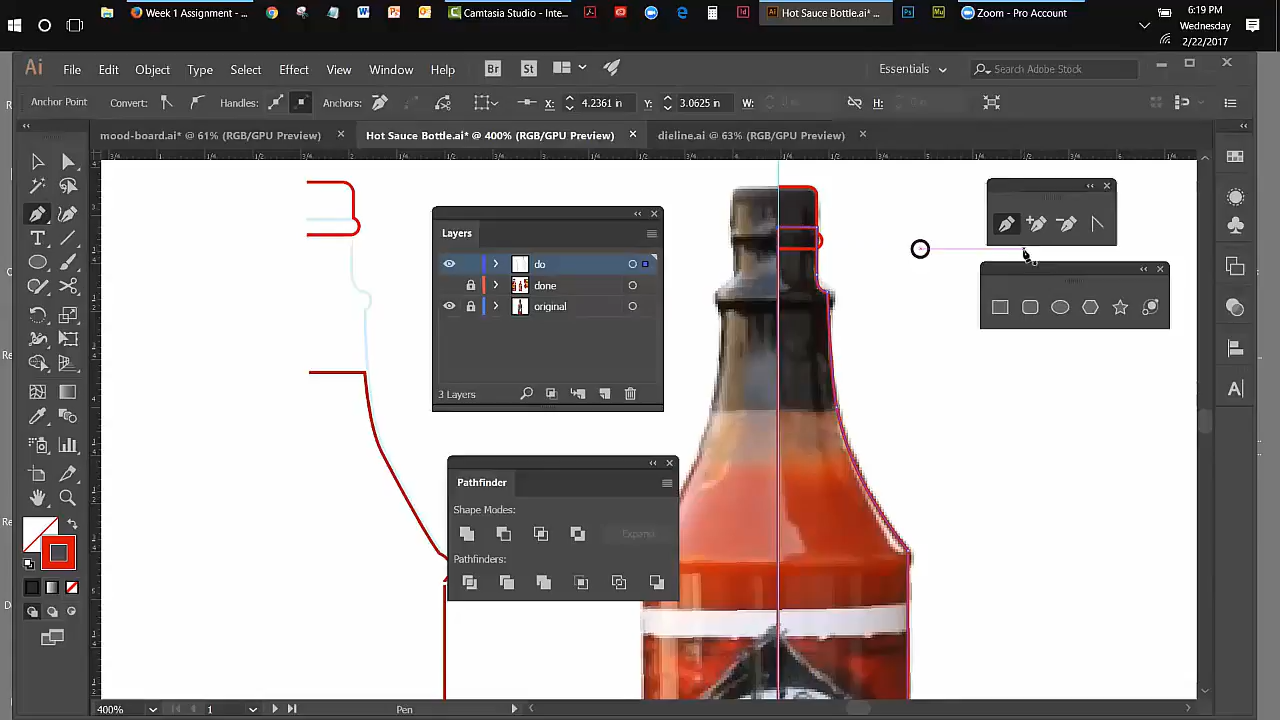 Week 1 Assignment - ...
Camtasia Studio - Inte...
Hot Sauce Bottle.ai* ...
Zoom - Pro Account
6:19 PM
Wednesday
2/22/2017
Ai
File
Edit
Object
Type
Select
Effect
View
Window
Help
Br
St
Essentials
Search Adobe Stock
Anchor Point
Convert:
Handles:
Anchors:
X: 4.2361 in
Y: 3.0625 in
W:
H:
mood-board.ai* @ 61% (RGB/GPU Preview)
Hot Sauce Bottle.ai* @ 400% (RGB/GPU Preview)
dieline.ai @ 63% (RGB/GPU Preview)
Layers
do
done
original
3 Layers
Pathfinder
Shape Modes:
Expand
Pathfinders:
400%
1
Pen